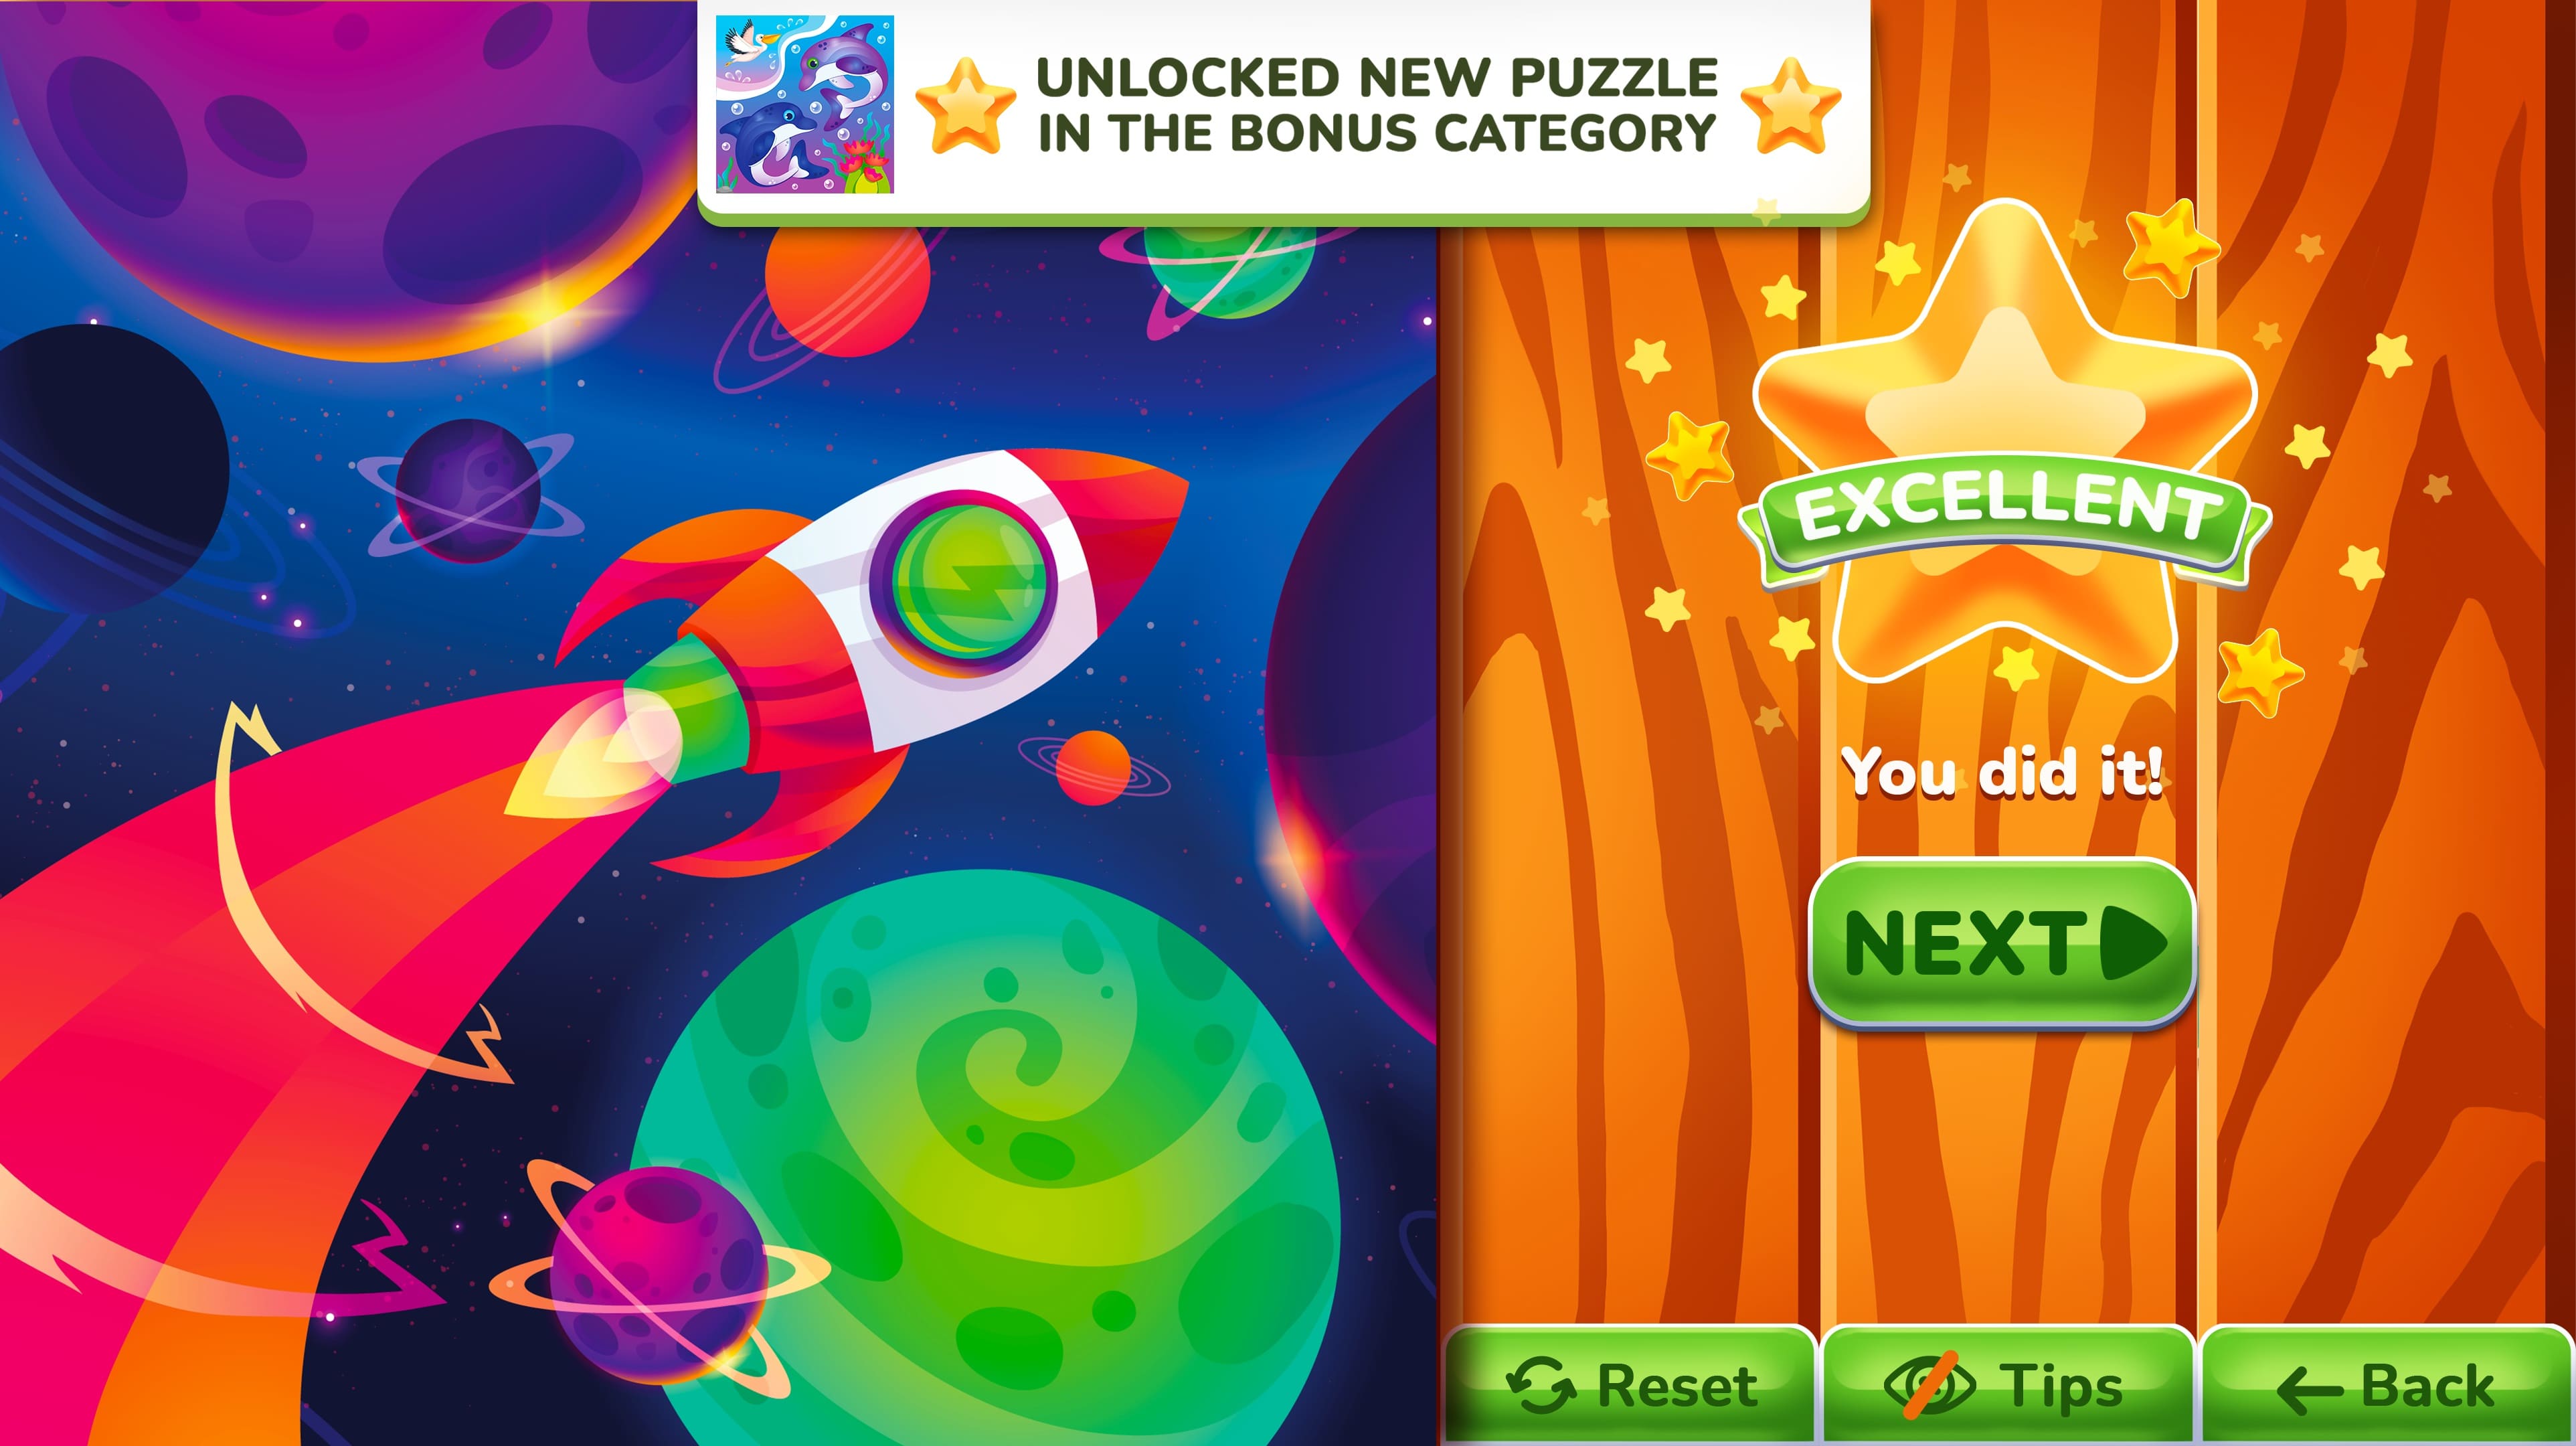 UNLOCKED NEW PUZZLE
IN THE BONUS CATEGORY
EXCELLENT
You did it!
NEXT
Reset
Tips
Back